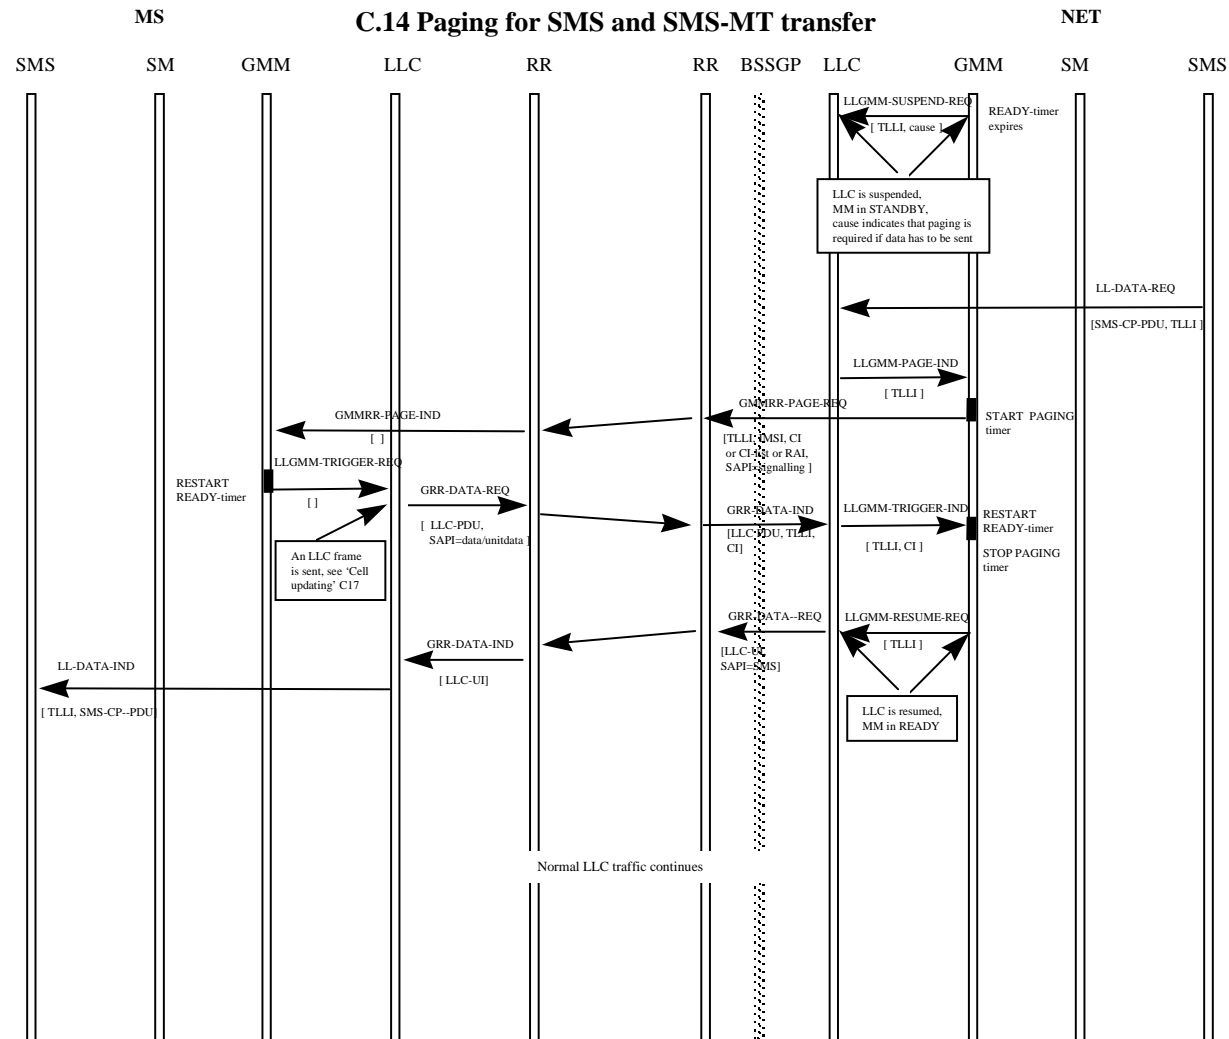 MS
C.14 Paging for SMS and SMS-MT transfer
NET
SMS SM GMM LLC RR RR BSSGP LLC GMM SM SMS
LLGMM-SUSPEND-REQ
[ TLLI, cause ]
READY-timer
expires
LLC is suspended,
MM in STANDBY,
cause indicates that paging is
required if data has to be sent
LL-DATA-REQ
[SMS-CP-PDU, TLLI ]
LLGMM-PAGE-IND
[ TLLI ]
GMMRR-PAGE-REQ
[TLLI, IMSI, CI
or CI-list or RAI,
SAPI=signalling ]
START PAGING
timer
GMMRR-PAGE-IND
[ ]
LLGMM-TRIGGER-REQ
[ ]
RESTART
READY-timer
GRR-DATA-REQ
[ LLC-PDU,
SAPI=data/unitdata ]
An LLC frame
is sent, see ‘Cell
updating’ C17
GRR-DATA-IND
[LLC-PDU, TLLI,
CI]
LLGMM-TRIGGER-IND
[ TLLI, CI ]
RESTART
READY-timer
STOP PAGING
timer
GRR-DATA--REQ
[LLC-UI,
SAPI=SMS]
LLGMM-RESUME-REQ
[ TLLI ]
GRR-DATA-IND
[ LLC-UI]
LL-DATA-IND
[ TLLI, SMS-CP--PDU]
LLC is resumed,
MM in READY
Normal LLC traffic continues